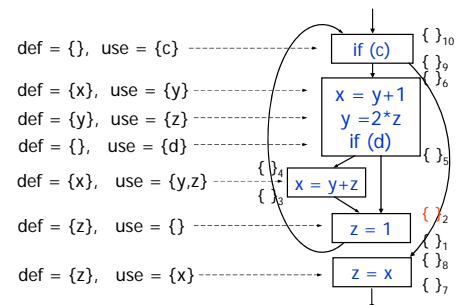 def = {}, use = {c}
if (c)
{ }10
{ }9
{ }6
def = {x}, use = {y}
x = y+1
def = {y}, use = {z}
y =2*z
def = {}, use = {d}
if (d)
{ }5
{ }4
def = {x}, use = {y,z}
x = y+z
{ }3
{ }2
def = {z}, use = {}
z = 1
{ }1
{ }8
def = {z}, use = {x}
z = x
{ }7